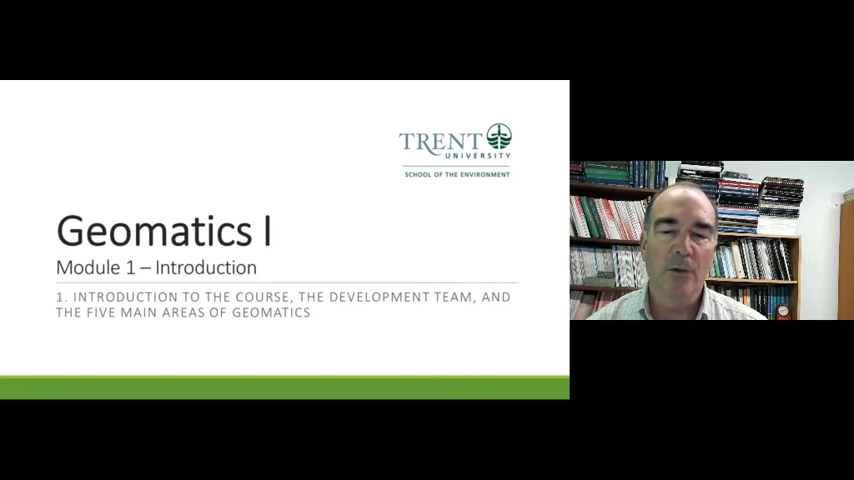 TRENT
UNIVERSITY
SCHOOL OF THE ENVIRONMENT
Geomatics I
Module 1 – Introduction
1. INTRODUCTION TO THE COURSE, THE DEVELOPMENT TEAM, AND
THE FIVE MAIN AREAS OF GEOMATICS